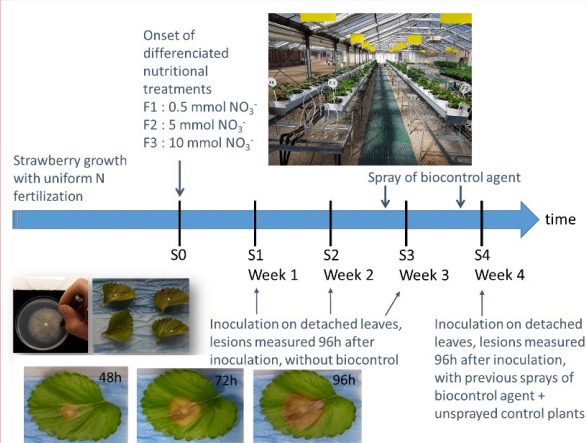 Onset of
differenciated
nutritional
treatments
F1 : 0.5 mmol NO₃⁻
F2 : 5 mmol NO₃⁻
F3 : 10 mmol NO₃⁻
Strawberry growth
with uniform N
fertilization
Spray of biocontrol agent
time
S0
S1
Week 1
S2
Week 2
S3
Week 3
S4
Week 4
Inoculation on detached leaves,
lesions measured 96h after
inoculation, without biocontrol
Inoculation on detached
leaves, lesions measured
96h after inoculation,
with previous sprays of
biocontrol agent +
unsprayed control plants
48h
72h
96h